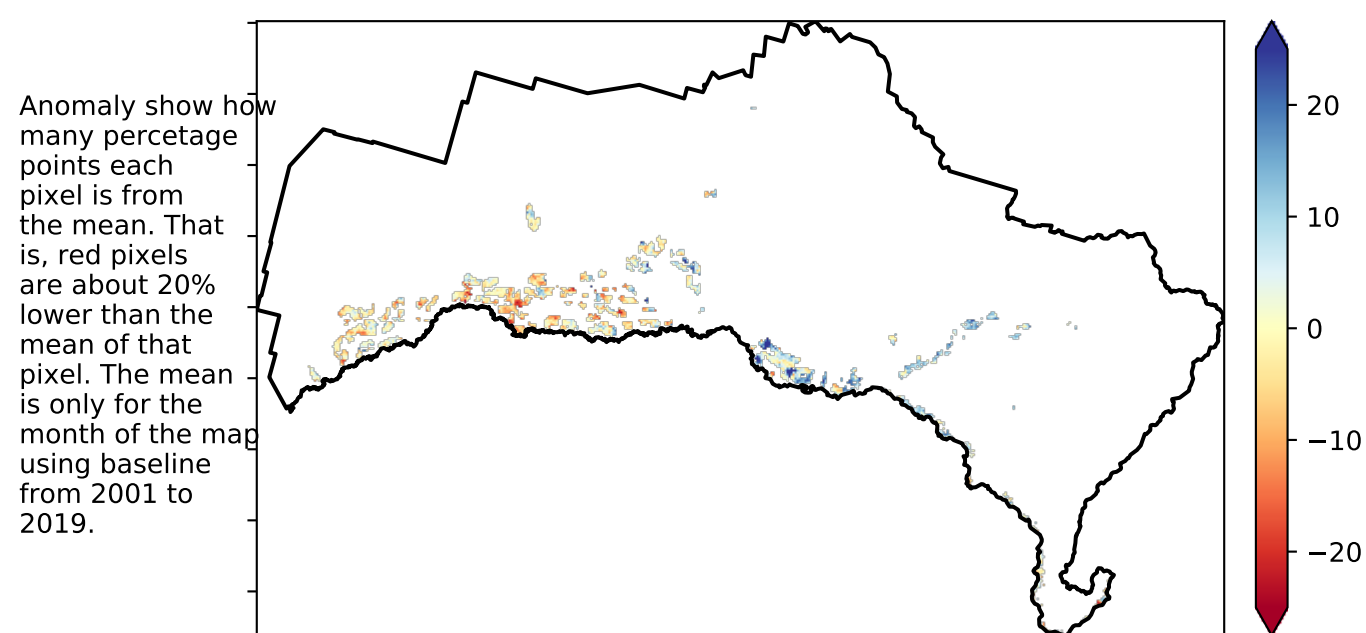 Anomaly show how
many percetage
points each
pixel is from
the mean. That
is, red pixels
are about 20%
lower than the
mean of that
pixel. The mean
is only for the
month of the map
using baseline
from 2001 to
2019.
20
10
0
−10
−20